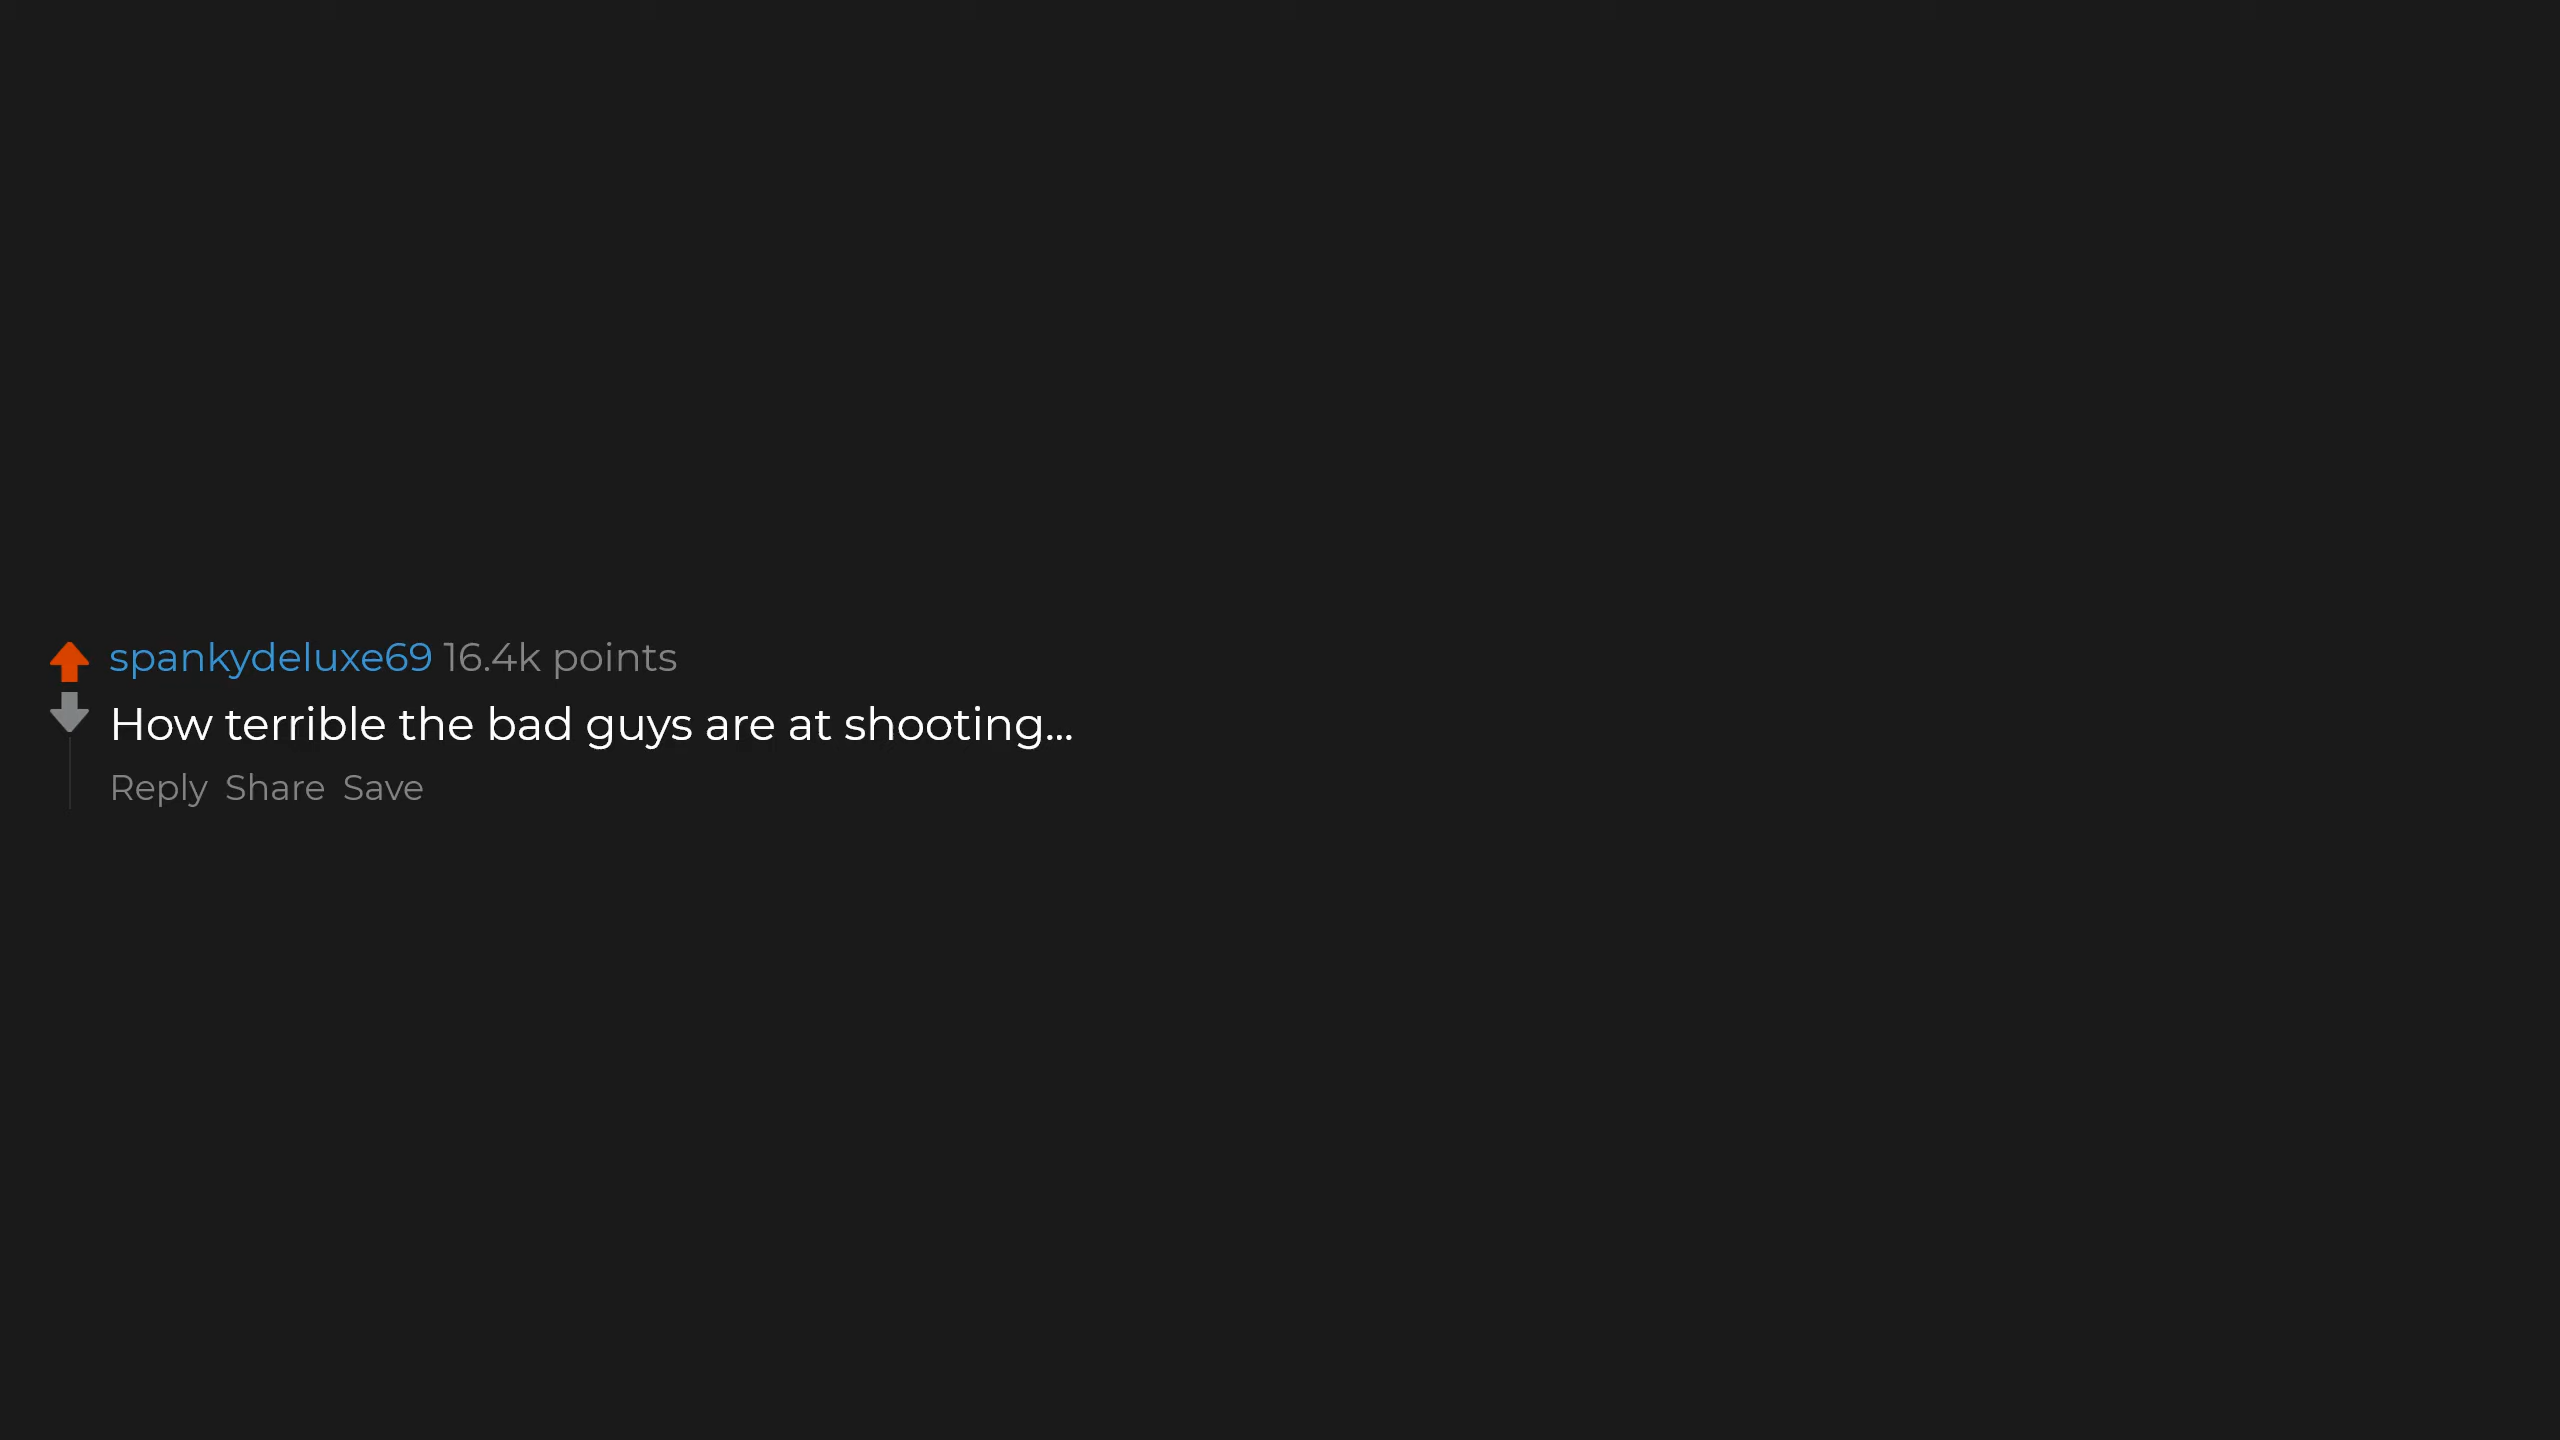 spankydeluxe69 16.4k points
How terrible the bad guys are at shooting...
Reply Share Save